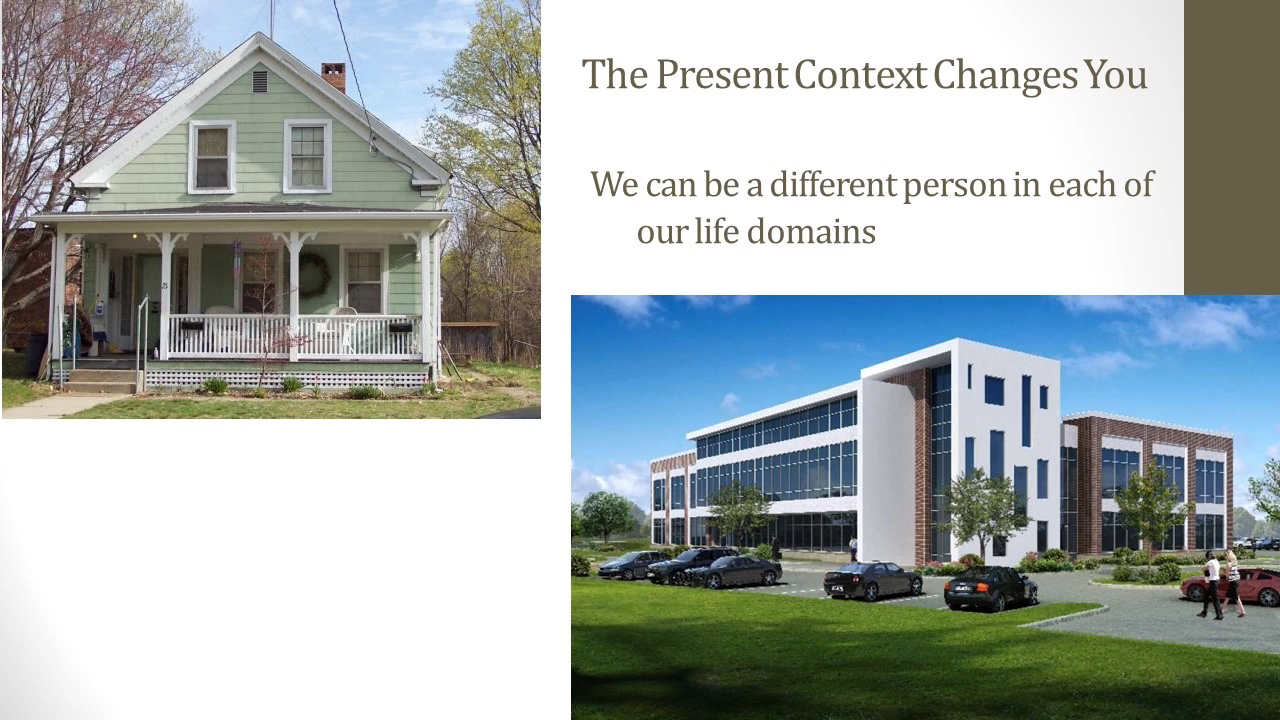 The Present Context Changes You
We can be a different person in each of
our life domains